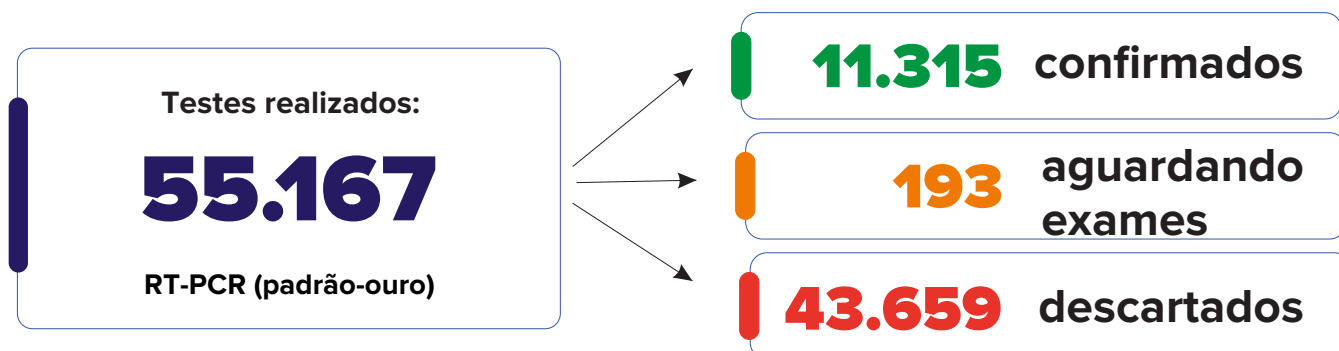 Testes realizados:
55.167
RT-PCR (padrão-ouro)
11.315 confirmados
193 aguardando
exames
43.659 descartados